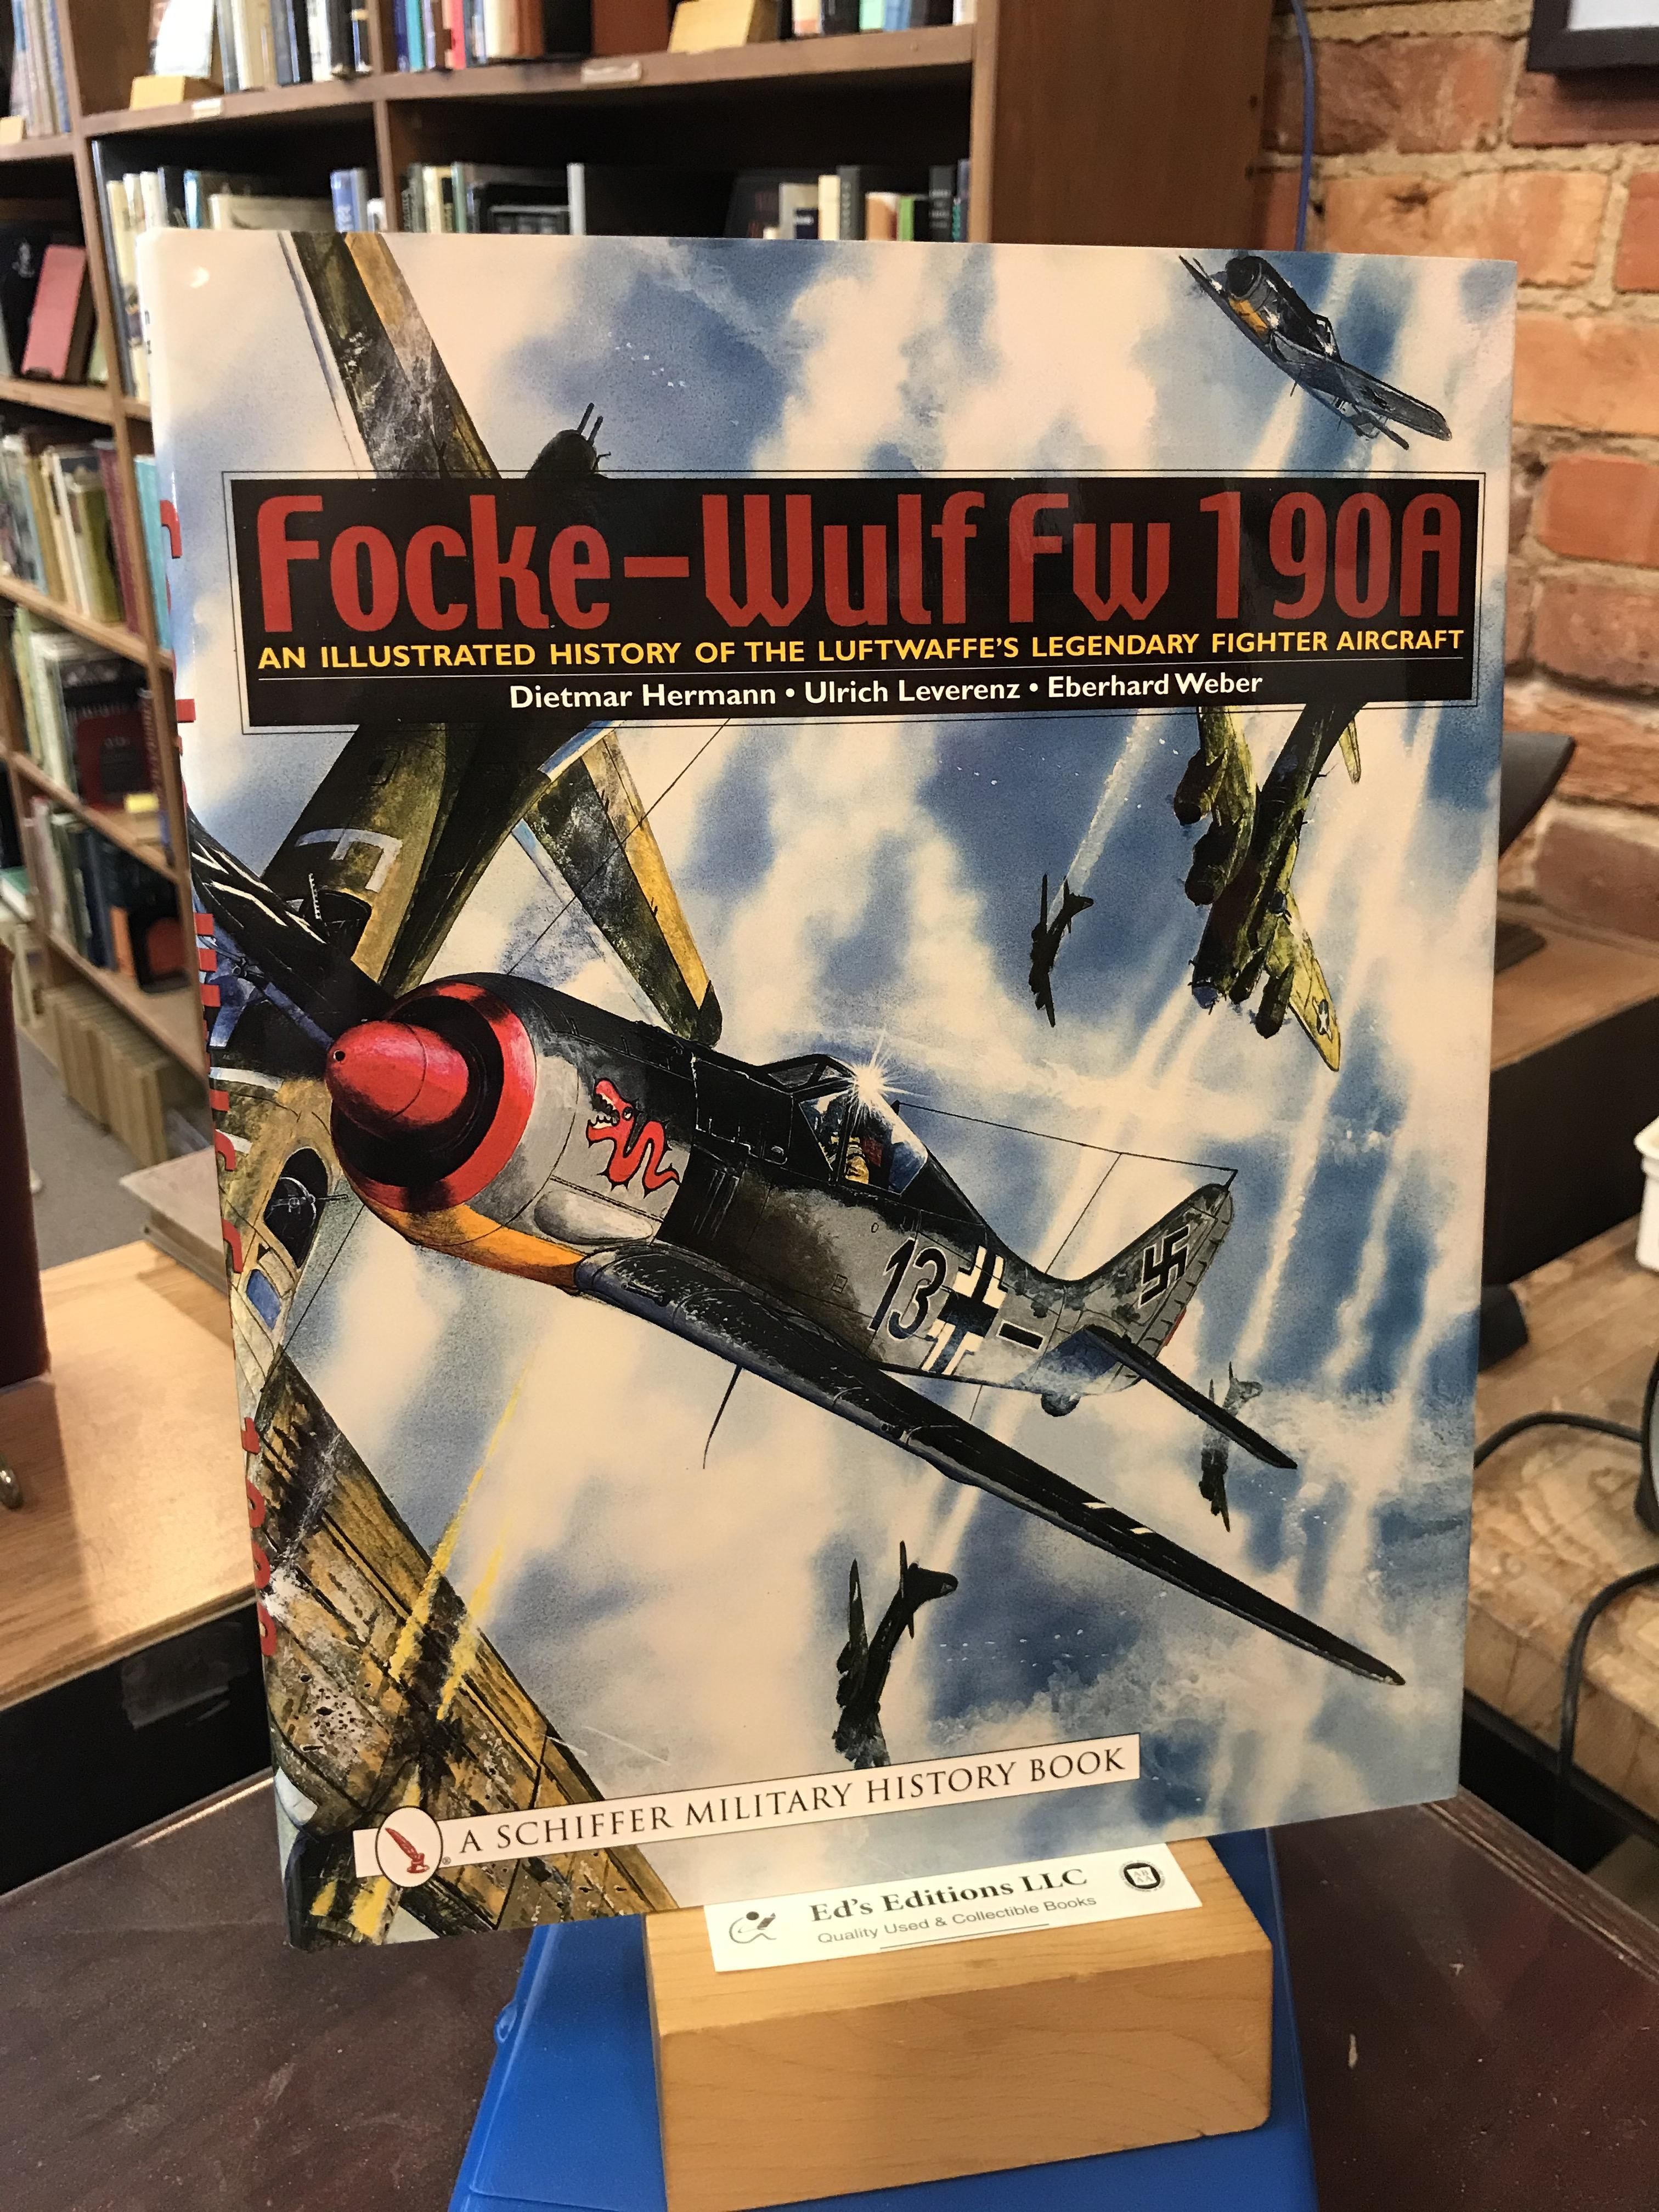 Focke-Wulf Fw 190A
AN ILLUSTRATED HISTORY OF THE LUFTWAFFE'S LEGENDARY FIGHTER AIRCRAFT
Dietmar Hermann • Ulrich Leverenz • Eberhard Weber
13
A SCHIFFER MILITARY HISTORY BOOK
®
Ed's Editions LLC
Quality Used & Collectible Books